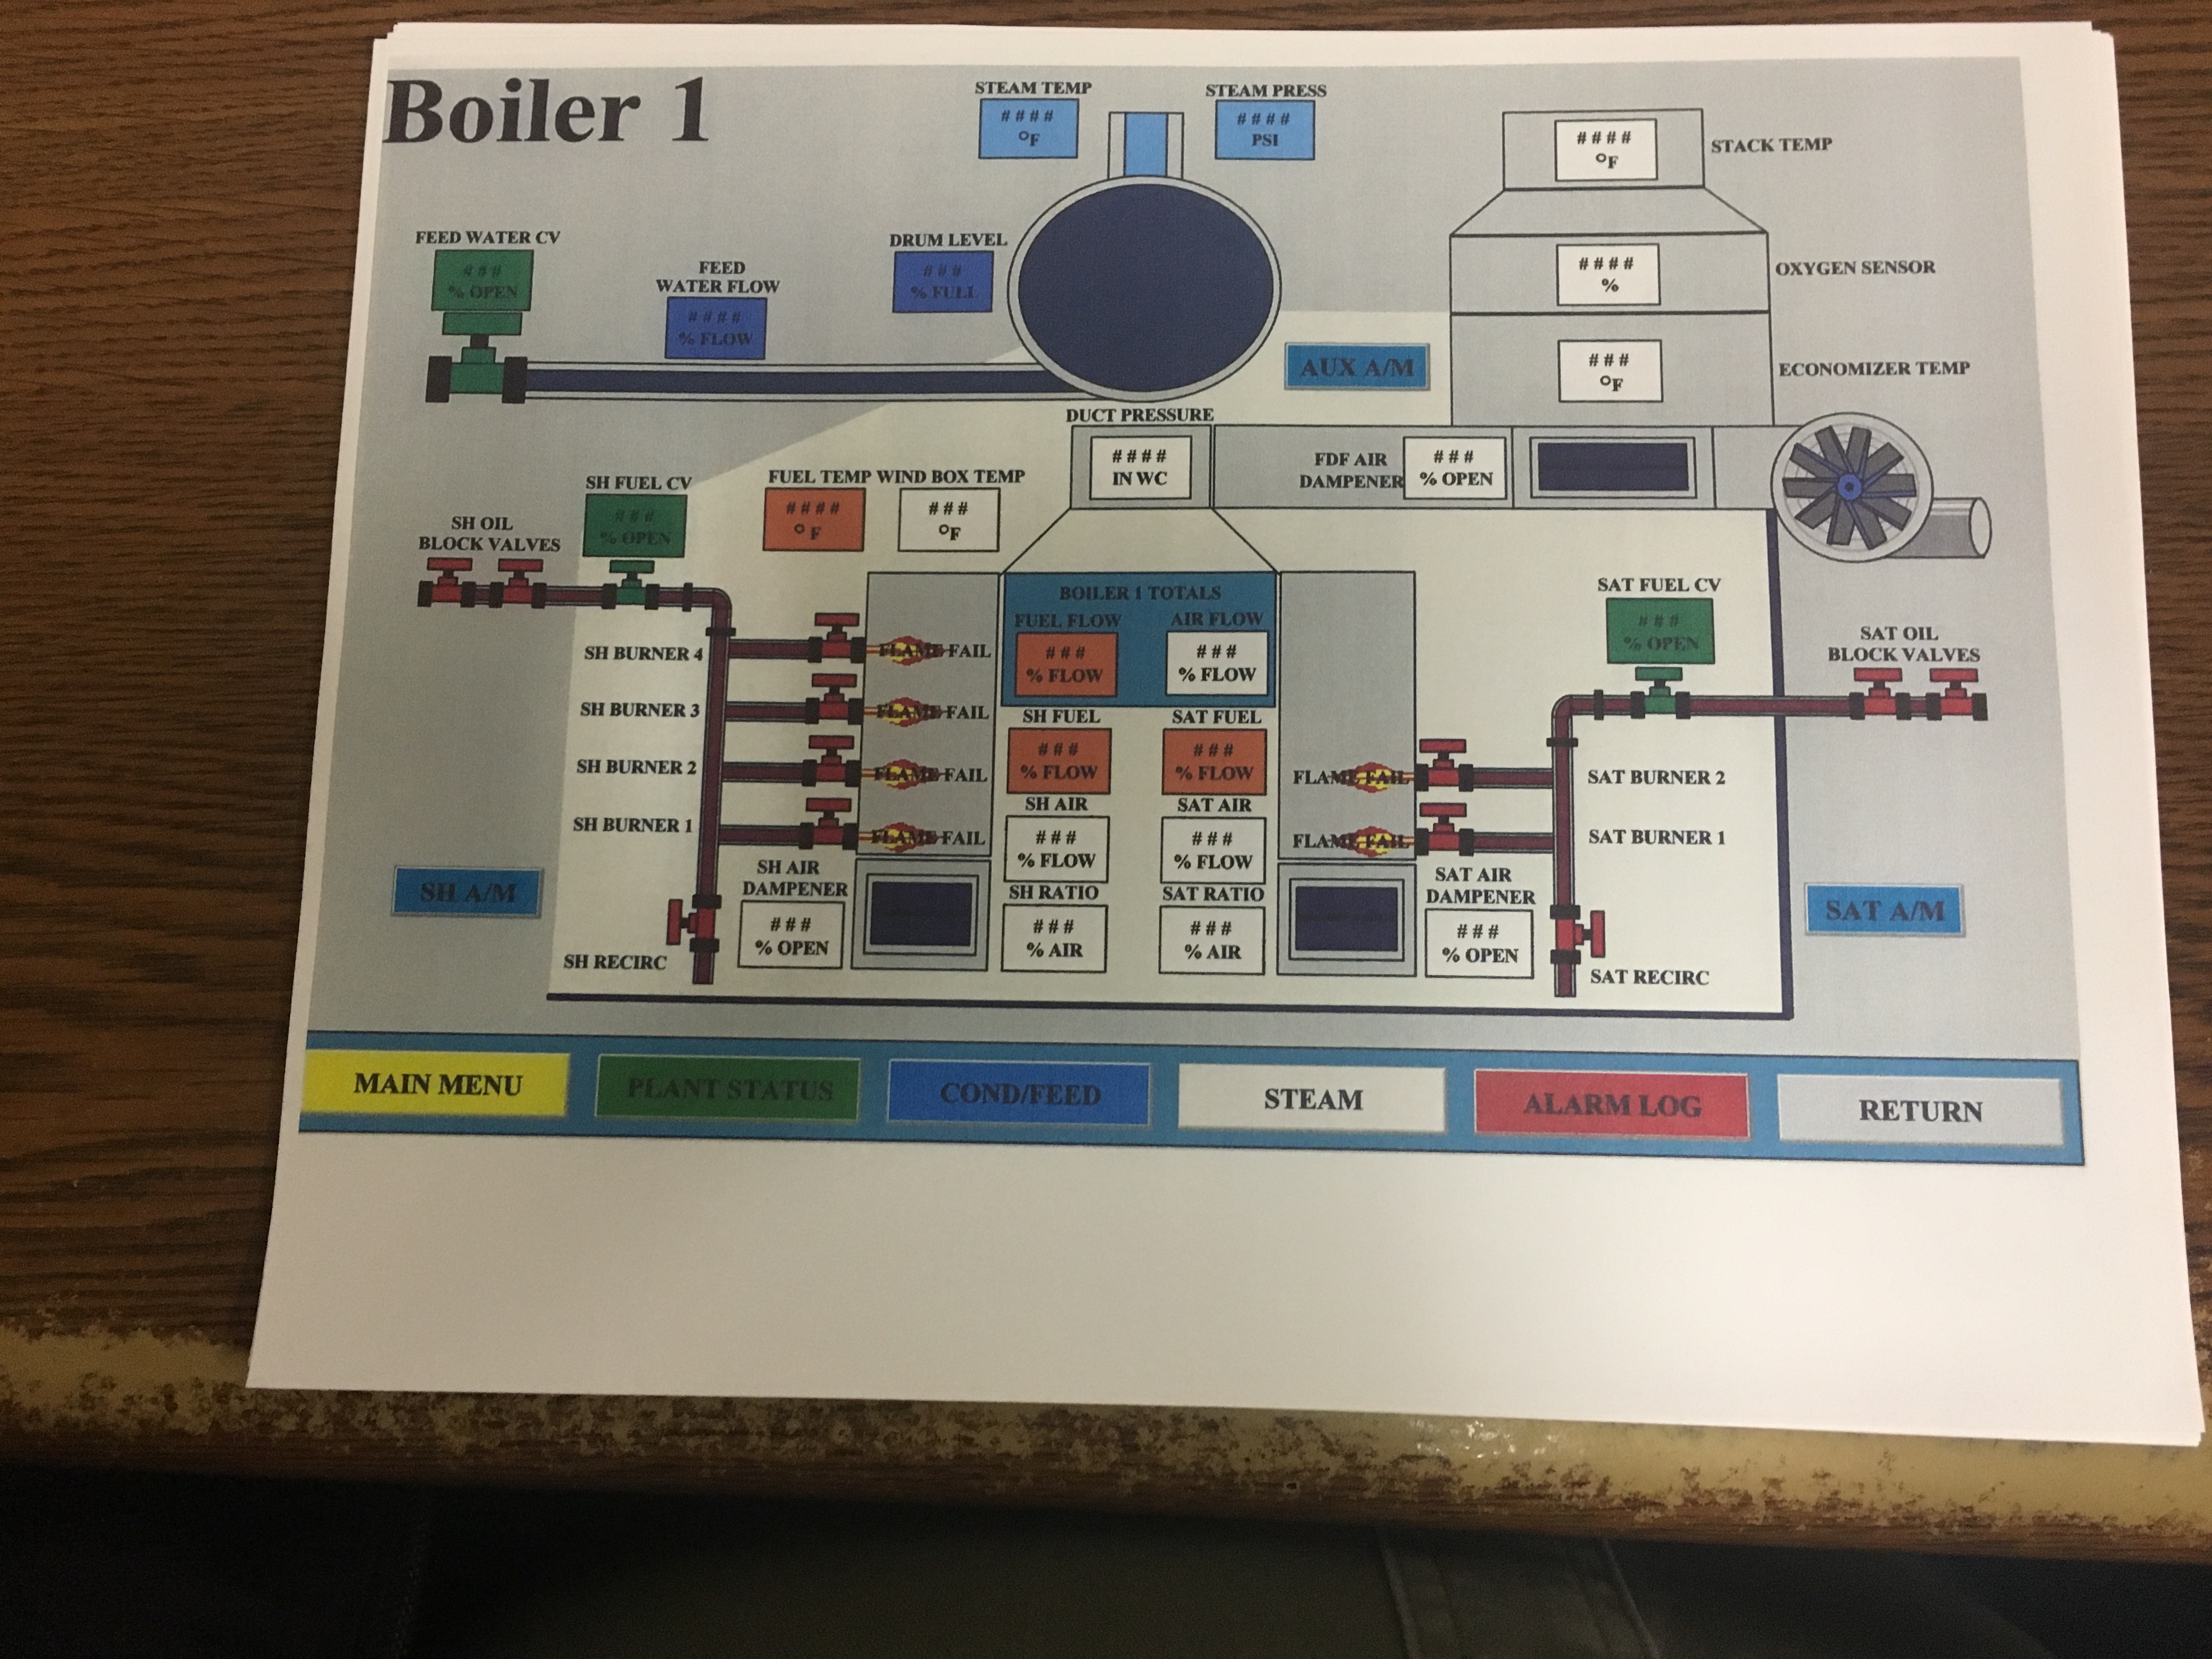 Boiler 1
STEAM TEMP
####
°F
STEAM PRESS
####
PSI
####
°F
STACK TEMP
FEED WATER CV
###
% OPEN
FEED
WATER FLOW
####
% FLOW
DRUM LEVEL
###
% FULL
####
%
OXYGEN SENSOR
AUX A/M
###
°F
ECONOMIZER TEMP
DUCT PRESSURE
####
IN WC
FDF AIR
DAMPENER
###
% OPEN
SH FUEL CV
###
% OPEN
FUEL TEMP
####
°F
WIND BOX TEMP
###
°F
SH OIL
BLOCK VALVES
BOILER 1 TOTALS
FUEL FLOW
###
% FLOW
AIR FLOW
###
% FLOW
SAT FUEL CV
###
% OPEN
SAT OIL
BLOCK VALVES
SH BURNER 4
FLAME FAIL
SH BURNER 3
FLAME FAIL
SH BURNER 2
FLAME FAIL
SH BURNER 1
FLAME FAIL
SH FUEL
###
% FLOW
SAT FUEL
###
% FLOW
SH AIR
###
% FLOW
SAT AIR
###
% FLOW
SH RATIO
###
% AIR
SAT RATIO
###
% AIR
FLAME FAIL
SAT BURNER 2
FLAME FAIL
SAT BURNER 1
SH A/M
SH AIR
DAMPENER
###
% OPEN
SH RECIRC
SAT AIR
DAMPENER
###
% OPEN
SAT RECIRC
SAT A/M
MAIN MENU
PLANT STATUS
COND/FEED
STEAM
ALARM LOG
RETURN